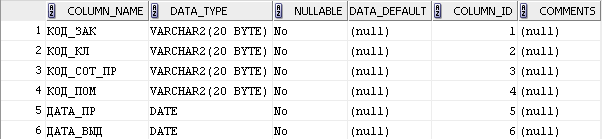 COLUMN_NAME DATA_TYPE NULLABLE DATA_DEFAULT COLUMN_ID COMMENTS
1 КОД_ЗАК VARCHAR2(20 BYTE) No (null) 1 (null)
2 КОД_КЛ VARCHAR2(20 BYTE) No (null) 2 (null)
3 КОД_СОТ_ПР VARCHAR2(20 BYTE) No (null) 3 (null)
4 КОД_ПОМ VARCHAR2(20 BYTE) No (null) 4 (null)
5 ДАТА_ПР DATE No (null) 5 (null)
6 ДАТА_ВЫД DATE No (null) 6 (null)